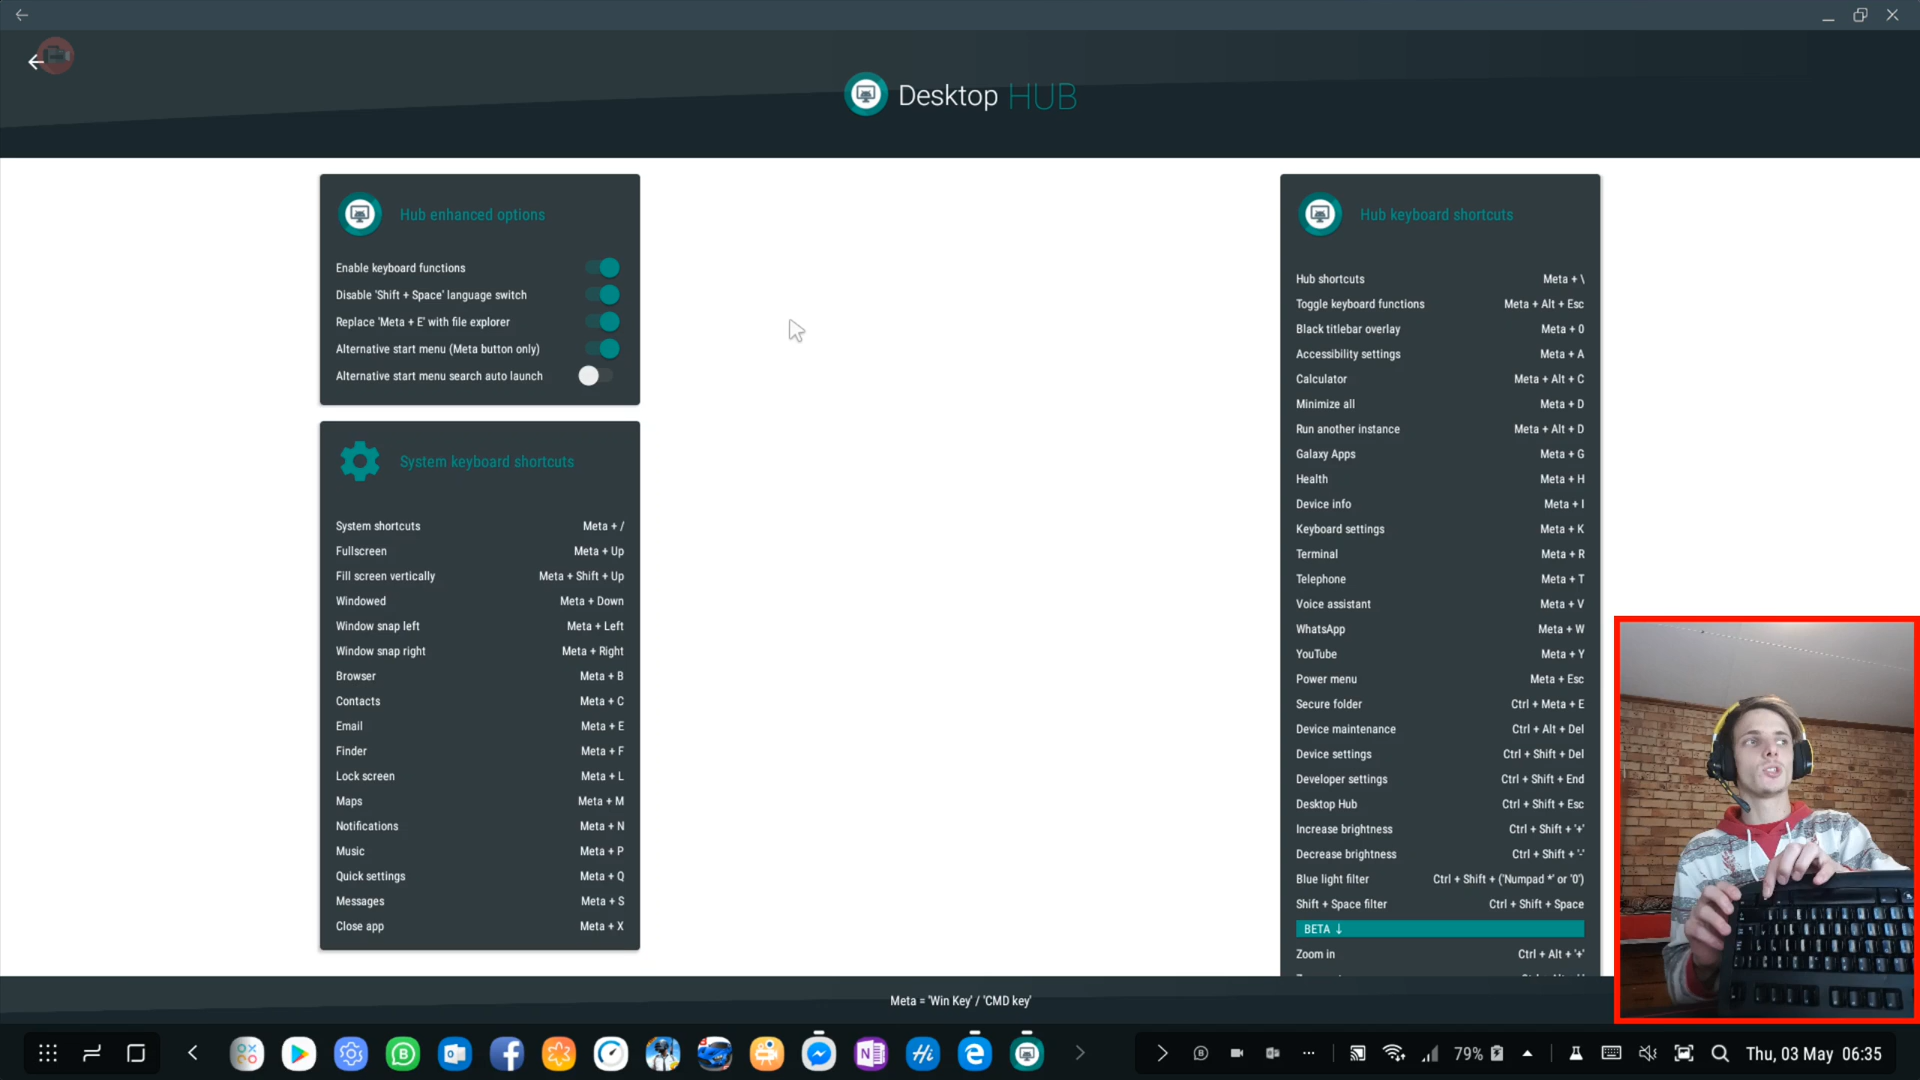 Desktop HUB
Hub enhanced options
Enable keyboard functions
Disable 'Shift + Space' language switch
Replace 'Meta + E' with file explorer
Alternative start menu (Meta button only)
Alternative start menu search auto launch
System keyboard shortcuts
System shortcuts Meta + /
Fullscreen Meta + Up
Fill screen vertically Meta + Shift + Up
Windowed Meta + Down
Window snap left Meta + Left
Window snap right Meta + Right
Browser Meta + B
Contacts Meta + C
Email Meta + E
Finder Meta + F
Lock screen Meta + L
Maps Meta + M
Notifications Meta + N
Music Meta + P
Quick settings Meta + Q
Messages Meta + S
Close app Meta + X
Hub keyboard shortcuts
Hub shortcuts Meta + \
Toggle keyboard functions Meta + Alt + Esc
Black titlebar overlay Meta + 0
Accessibility settings Meta + A
Calculator Meta + Alt + C
Minimize all Meta + D
Run another instance Meta + Alt + D
Galaxy Apps Meta + G
Health Meta + H
Device info Meta + I
Keyboard settings Meta + K
Terminal Meta + R
Telephone Meta + T
Voice assistant Meta + V
WhatsApp Meta + W
YouTube Meta + Y
Power menu Meta + Esc
Secure folder Ctrl + Meta + E
Device maintenance Ctrl + Alt + Del
Device settings Ctrl + Shift + Del
Developer settings Ctrl + Shift + End
Desktop Hub Ctrl + Shift + Esc
Increase brightness Ctrl + Shift + '+'
Decrease brightness Ctrl + Shift + '-'
Blue light filter Ctrl + Shift + ('Numpad *' or '0')
Shift + Space filter Ctrl + Shift + Space
BETA ↓
Zoom in Ctrl + Alt + '+'
Meta = 'Win Key' / 'CMD key'
79% Thu, 03 May 06:35